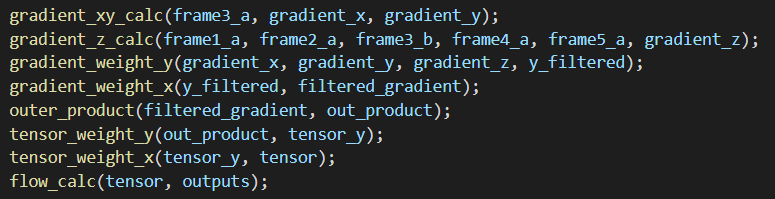 gradient_xy_calc(frame3_a, gradient_x, gradient_y);
gradient_z_calc(frame1_a, frame2_a, frame3_b, frame4_a, frame5_a, gradient_z);
gradient_weight_y(gradient_x, gradient_y, gradient_z, y_filtered);
gradient_weight_x(y_filtered, filtered_gradient);
outer_product(filtered_gradient, out_product);
tensor_weight_y(out_product, tensor_y);
tensor_weight_x(tensor_y, tensor);
flow_calc(tensor, outputs);